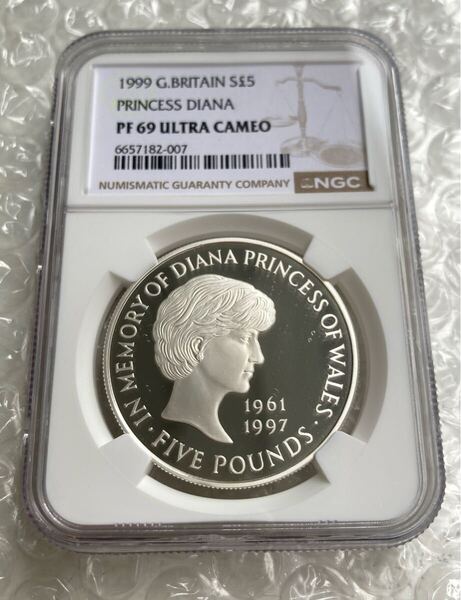 1999 G.BRITAIN S£5
PRINCESS DIANA
PF 69 ULTRA CAMEO
6657182-007
NUMISMATIC GUARANTY COMPANY NGC
IN MEMORY OF DIANA PRINCESS OF WALES ·
1961
1997
· FIVE POUNDS ·